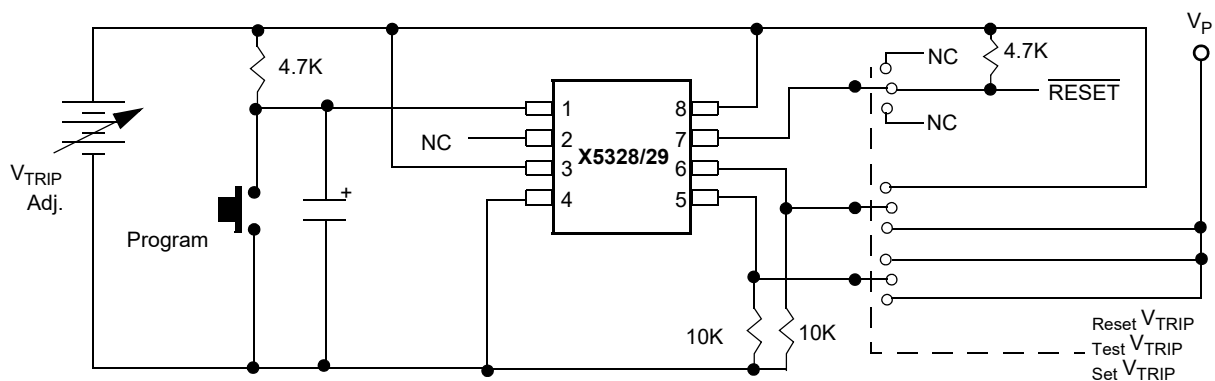 V_P
4.7K
NC
4.7K
RESET
NC
1
8
2
7
NC
X5328/29
3
6
4
5
V_TRIP
Adj.
+
Program
10K
10K
Reset V_TRIP
Test V_TRIP
Set V_TRIP